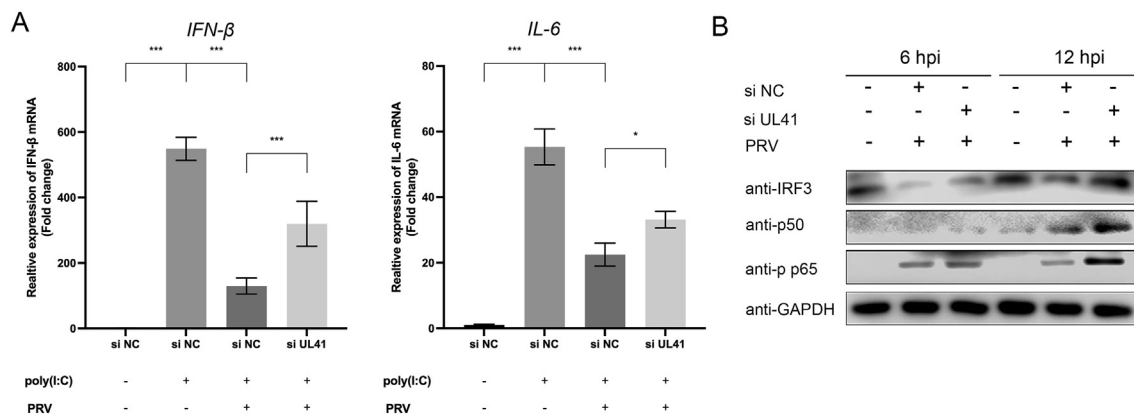 A
IFN-β
*** ***
***
Realtive expression of IFN-β mRNA
(Fold change)
800
600
400
200
0
si NC si NC si NC si UL41
poly(I:C) - + + +
PRV - - + +
IL-6
*** ***
*
Realtive expression of IL-6 mRNA
(Fold change)
80
60
40
20
0
si NC si NC si NC si UL41
poly(I:C) - + + +
PRV - - + +
B
6 hpi 12 hpi
si NC - + - - + -
si UL41 - - + - - +
PRV - + + - + +
anti-IRF3
anti-p50
anti-p p65
anti-GAPDH